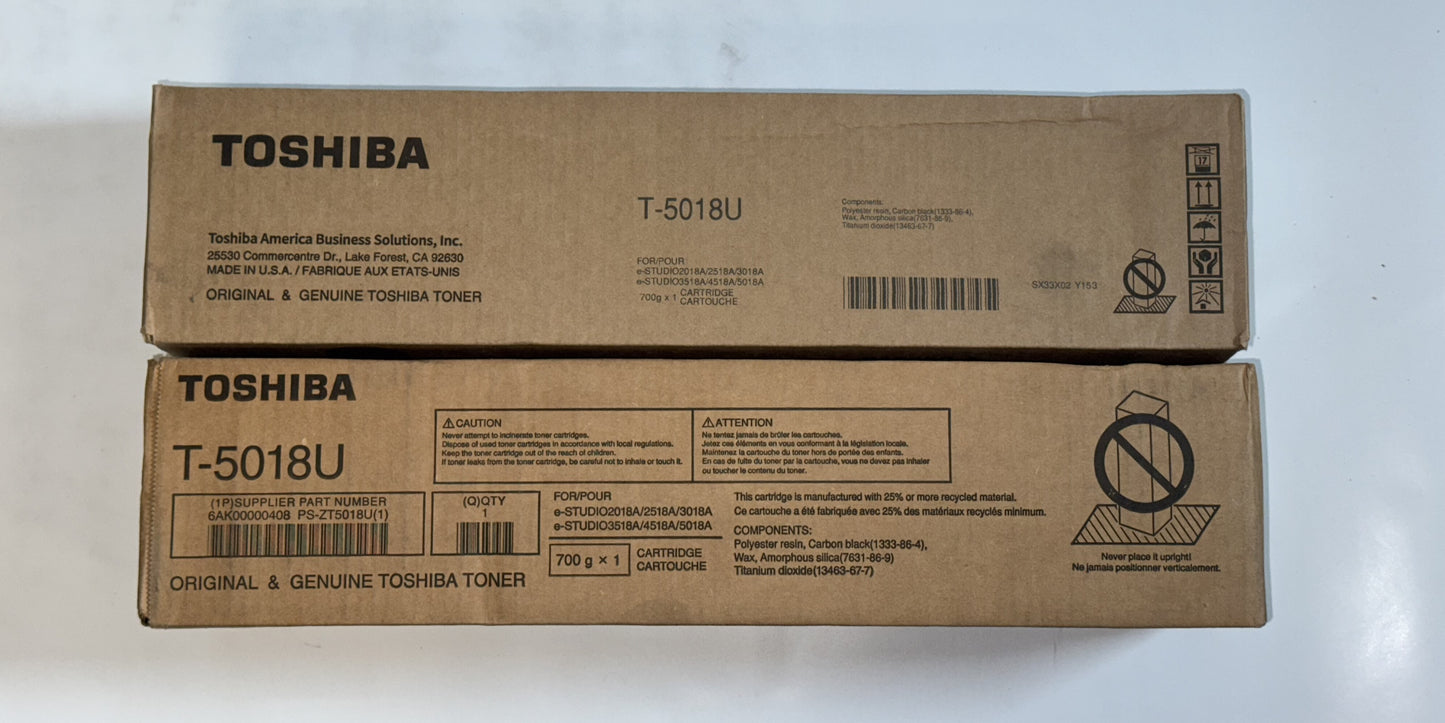 TOSHIBA
Toshiba America Business Solutions, Inc.
25530 Commercentre Dr., Lake Forest, CA 92630
MADE IN U.S.A. / FABRIQUE AUX ETATS-UNIS
ORIGINAL & GENUINE TOSHIBA TONER
T-5018U
FOR/POUR
e-STUDIO2018A/2518A/3018A
e-STUDIO3518A/4518A/5018A
700g x 1 CARTRIDGE
CARTOUCHE
Components:
Polyester resin, Carbon black(1333-86-4),
Wax, Amorphous silica(7631-86-9),
Titanium dioxide(13463-67-7)
SX33X02 Y153
17
TOSHIBA
T-5018U
(1P)SUPPLIER PART NUMBER
6AK00000408 PS-ZT5018U(1)
(Q)QTY
1
ORIGINAL & GENUINE TOSHIBA TONER
CAUTION
Never attempt to incinerate toner cartridges.
Dispose of used toner cartridges in accordance with local regulations.
Keep the toner cartridge out of the reach of children.
If toner leaks from the toner cartridge, be careful not to inhale or touch it.
ATTENTION
Ne tentez jamais de brûler les cartouches.
Jetez ces éléments en vous conformant à la législation locale.
Maintenez la cartouche du toner hors de portée des enfants.
En cas de fuite du toner par la cartouche, vous ne devez pas inhaler
ou toucher le contenu du toner.
FOR/POUR
e-STUDIO2018A/2518A/3018A
e-STUDIO3518A/4518A/5018A
700 g × 1 CARTRIDGE
CARTOUCHE
This cartridge is manufactured with 25% or more recycled material.
Ce cartouche a été fabriquée avec 25% des matériaux recyclés minimum.
COMPONENTS:
Polyester resin, Carbon black(1333-86-4),
Wax, Amorphous silica(7631-86-9)
Titanium dioxide(13463-67-7)
Never place it upright!
Ne jamais positionner verticalement.